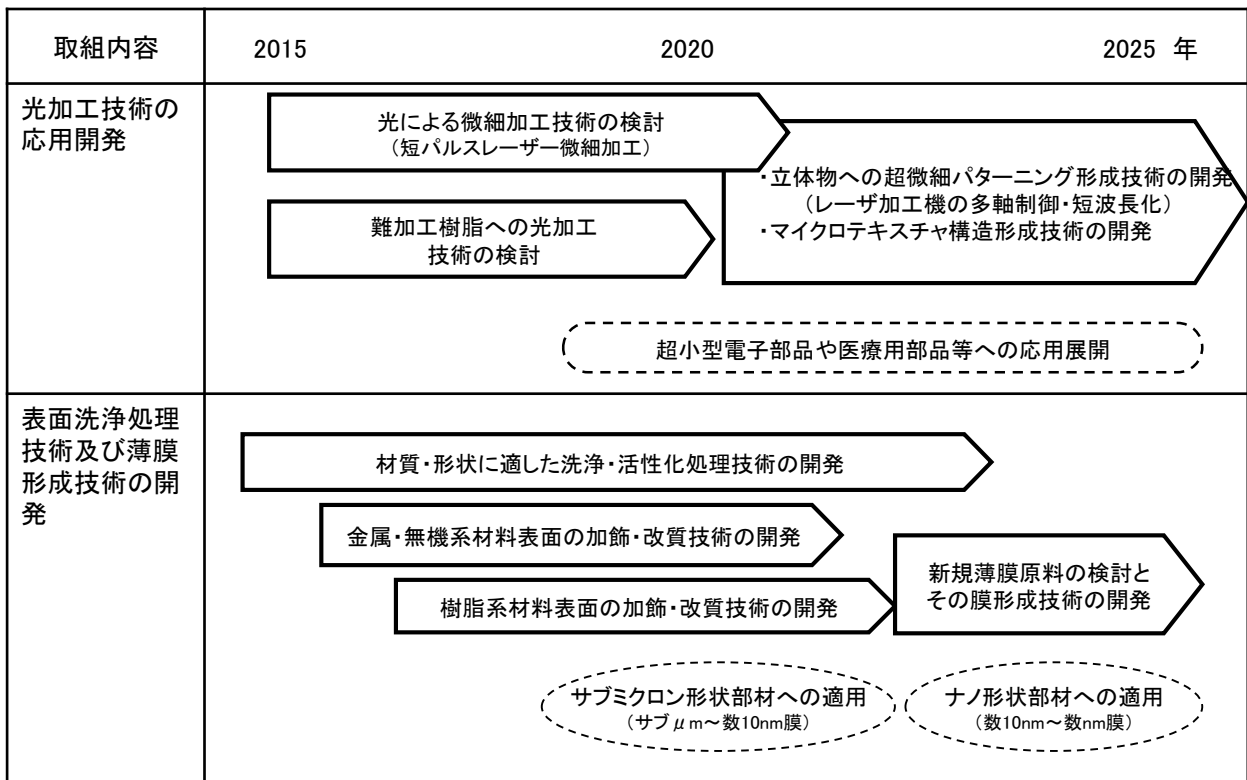 取組内容
2015
2020
2025 年
光加工技術の
応用開発
光による微細加工技術の検討
(短パルスレーザー微細加工)
難加工樹脂への光加工
技術の検討
・立体物への超微細パターニング形成技術の開発
(レーザ加工機の多軸制御・短波長化)
・マイクロテキスチャ構造形成技術の開発
超小型電子部品や医療用部品等への応用展開
表面洗浄処理
技術及び薄膜
形成技術の開
発
材質・形状に適した洗浄・活性化処理技術の開発
金属・無機系材料表面の加飾・改質技術の開発
樹脂系材料表面の加飾・改質技術の開発
新規薄膜原料の検討と
その膜形成技術の開発
サブミクロン形状部材への適用
(サブμm~数10nm膜)
ナノ形状部材への適用
(数10nm~数nm膜)